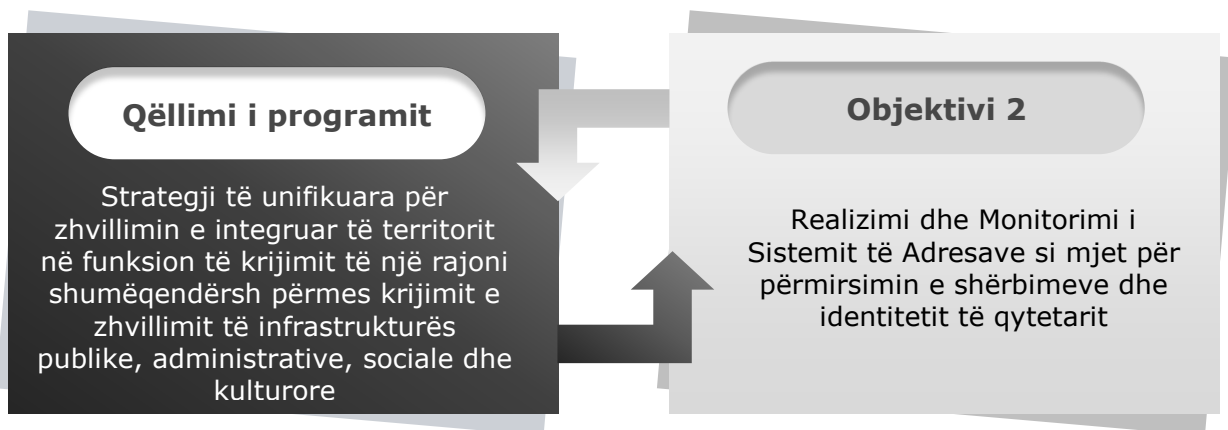 Qëllimi i programit
Strategji të unifikuara për
zhvillimin e integruar të territorit
në funksion të krijimit të një rajoni
shumëqendërsh përmes krijimit e
zhvillimit të infrastrukturës
publike, administrative, sociale dhe
kulturore
Objektivi 2
Realizimi dhe Monitorimi i
Sistemit të Adresave si mjet për
përmirsimin e shërbimeve dhe
identitetit të qytetarit